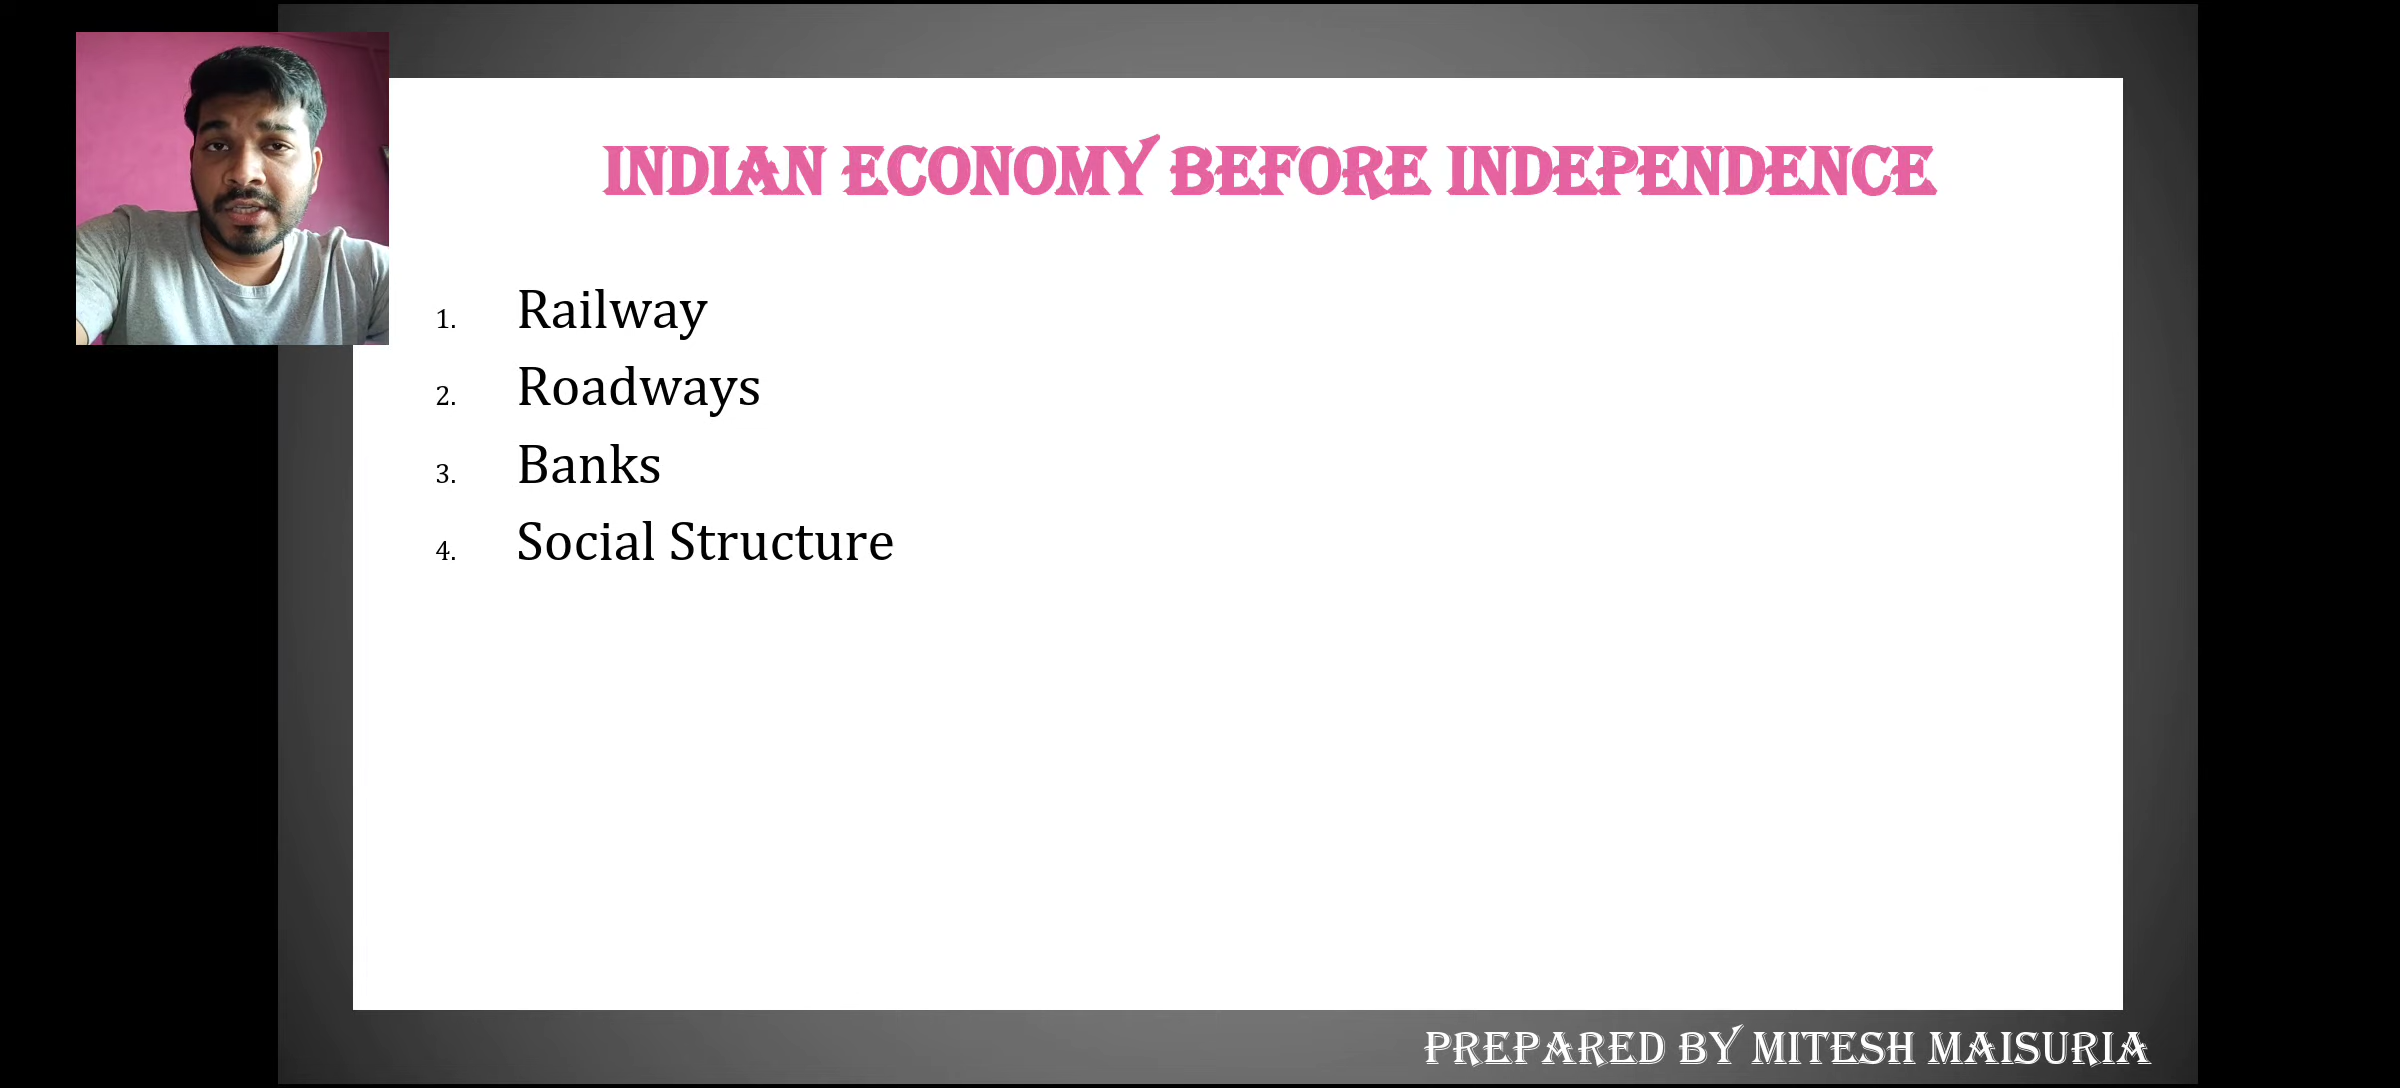 INDIAN ECONOMY BEFORE INDEPENDENCE
1. Railway
2. Roadways
3. Banks
4. Social Structure
PREPARED BY MITESH MAISURIA